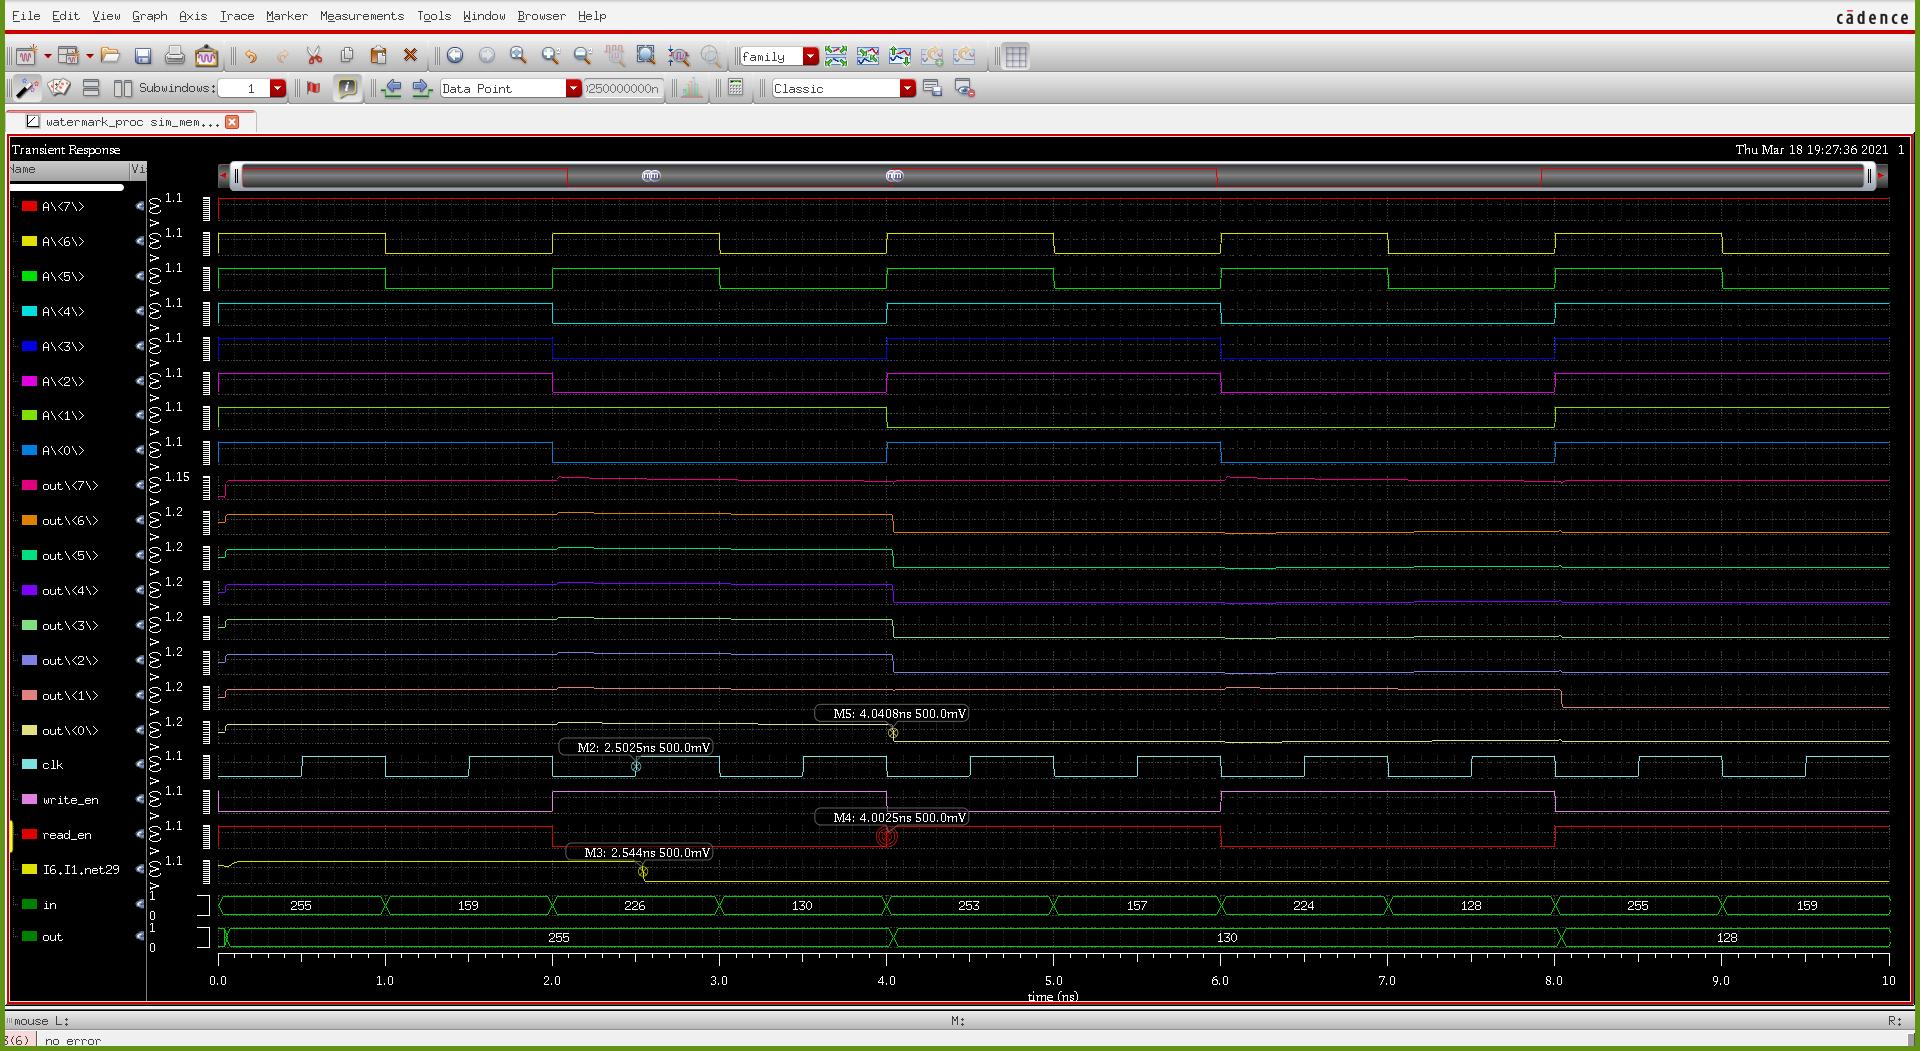 File Edit View Graph Axis Trace Marker Measurements Tools Window Browser Help
cādence
family
Subwindows: 1 Data Point 250000000n Classic
watermark_proc sim_mem...
Transient Response
Thu Mar 18 19:27:36 2021 1
Name Vi
A\<7\> 1.1
A\<6\> 1.1
A\<5\> 1.1
A\<4\> 1.1
A\<3\> 1.1
A\<2\> 1.1
A\<1\> 1.1
A\<0\> 1.1
out\<7\> 1.15
out\<6\> 1.2
out\<5\> 1.2
out\<4\> 1.2
out\<3\> 1.2
out\<2\> 1.2
out\<1\> 1.2
M5: 4.0408ns 500.0mV
out\<0\> 1.2
M2: 2.5025ns 500.0mV
clk 1.1
write_en 1.1
M4: 4.0025ns 500.0mV
read_en 1.1
M3: 2.544ns 500.0mV
I6.I1.net29 1.1
in 1 0 255 159 226 130 253 157 224 128 255 159
out 1 0 255 130 128
0.0 1.0 2.0 3.0 4.0 5.0 6.0 7.0 8.0 9.0 10
time (ns)
mouse L: M: R:
3(6) no error